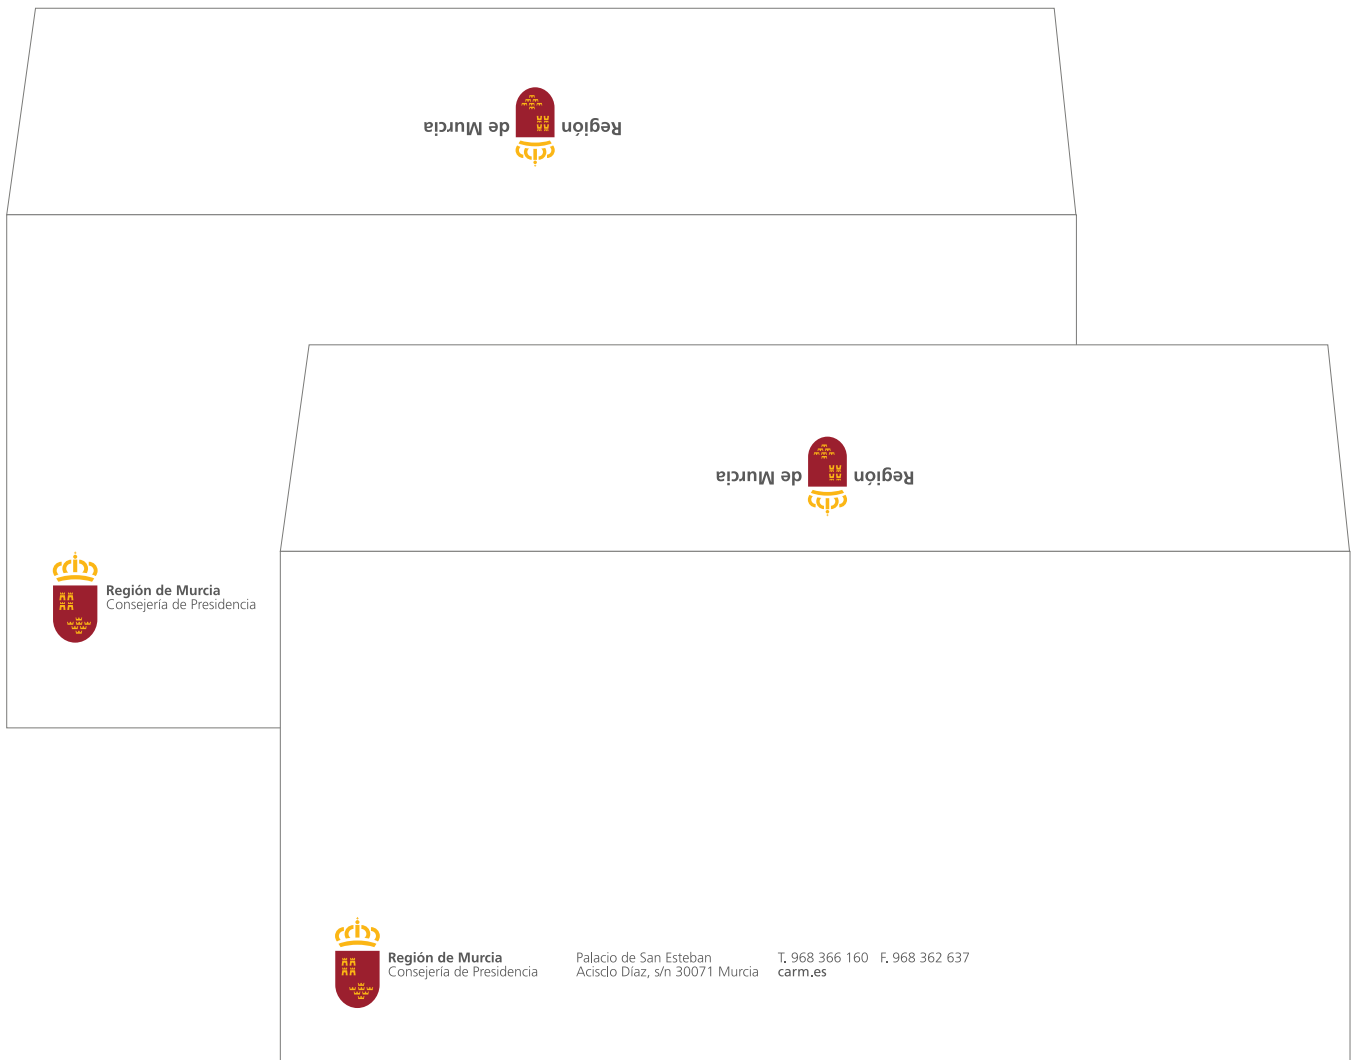 Región de Murcia
Región de Murcia
Región de Murcia
Consejería de Presidencia
Región de Murcia
Consejería de Presidencia
Palacio de San Esteban
Acisclo Díaz, s/n 30071 Murcia
T. 968 366 160 F. 968 362 637
carm.es